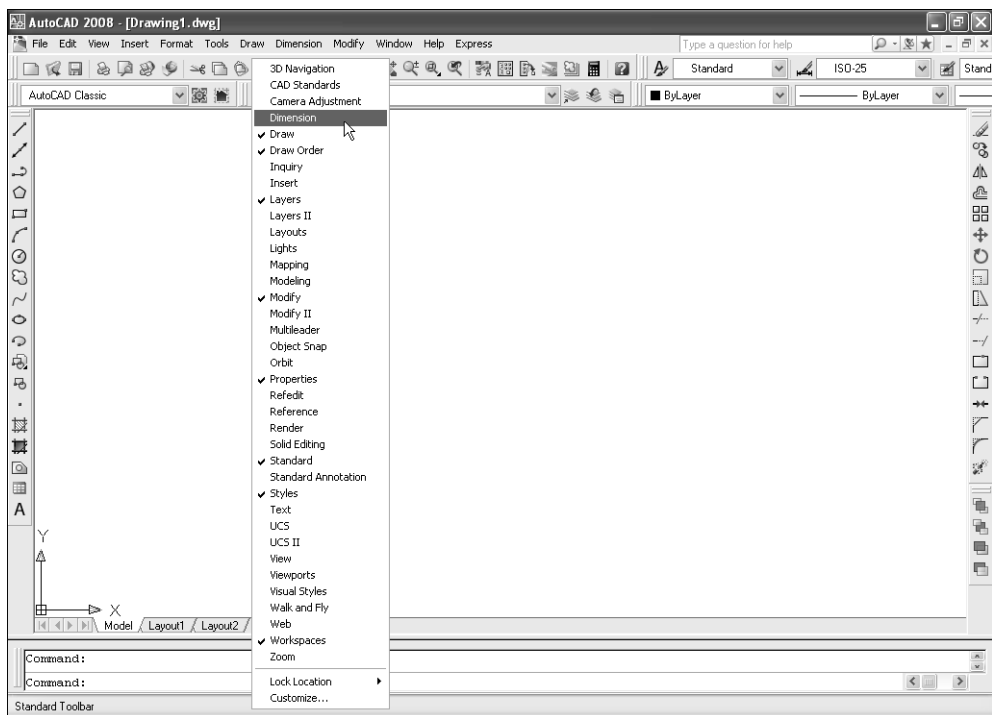 AutoCAD 2008 - [Drawing1.dwg]
File Edit View Insert Format Tools Draw Dimension Modify Window Help Express
Type a question for help
Standard
ISO-25
Stand
AutoCAD Classic
ByLayer
ByLayer
3D Navigation
CAD Standards
Camera Adjustment
Dimension
Draw
Draw Order
Inquiry
Insert
Layers
Layers II
Layouts
Lights
Mapping
Modeling
Modify
Modify II
Multileader
Object Snap
Orbit
Properties
Refedit
Reference
Render
Solid Editing
Standard
Standard Annotation
Styles
Text
UCS
UCS II
View
Viewports
Visual Styles
Walk and Fly
Web
Workspaces
Zoom
Lock Location
Customize...
A
Y
X
Model Layout1 Layout2
Command:
Command:
Standard Toolbar